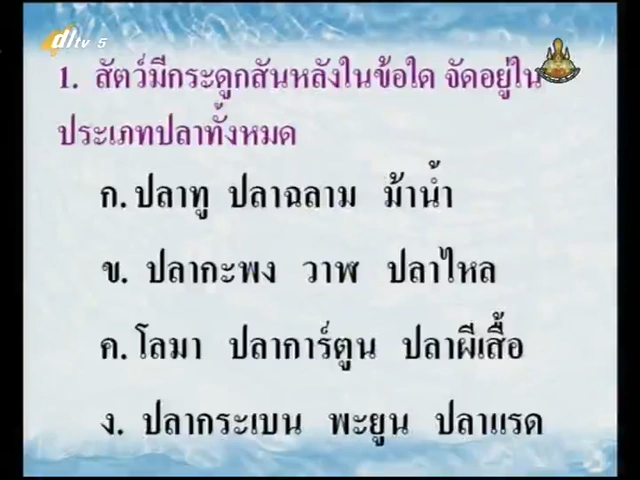 dltv 5
1. สัตว์มีกระดูกสันหลังในข้อใด จัดอยู่ใน
ประเภทปลาทั้งหมด
ก. ปลาทู ปลาฉลาม ม้าน้ำ
ข. ปลากะพง วาฬ ปลาไหล
ค. โลมา ปลาการ์ตูน ปลาผีเสื้อ
ง. ปลากระเบน พะยูน ปลาแรด